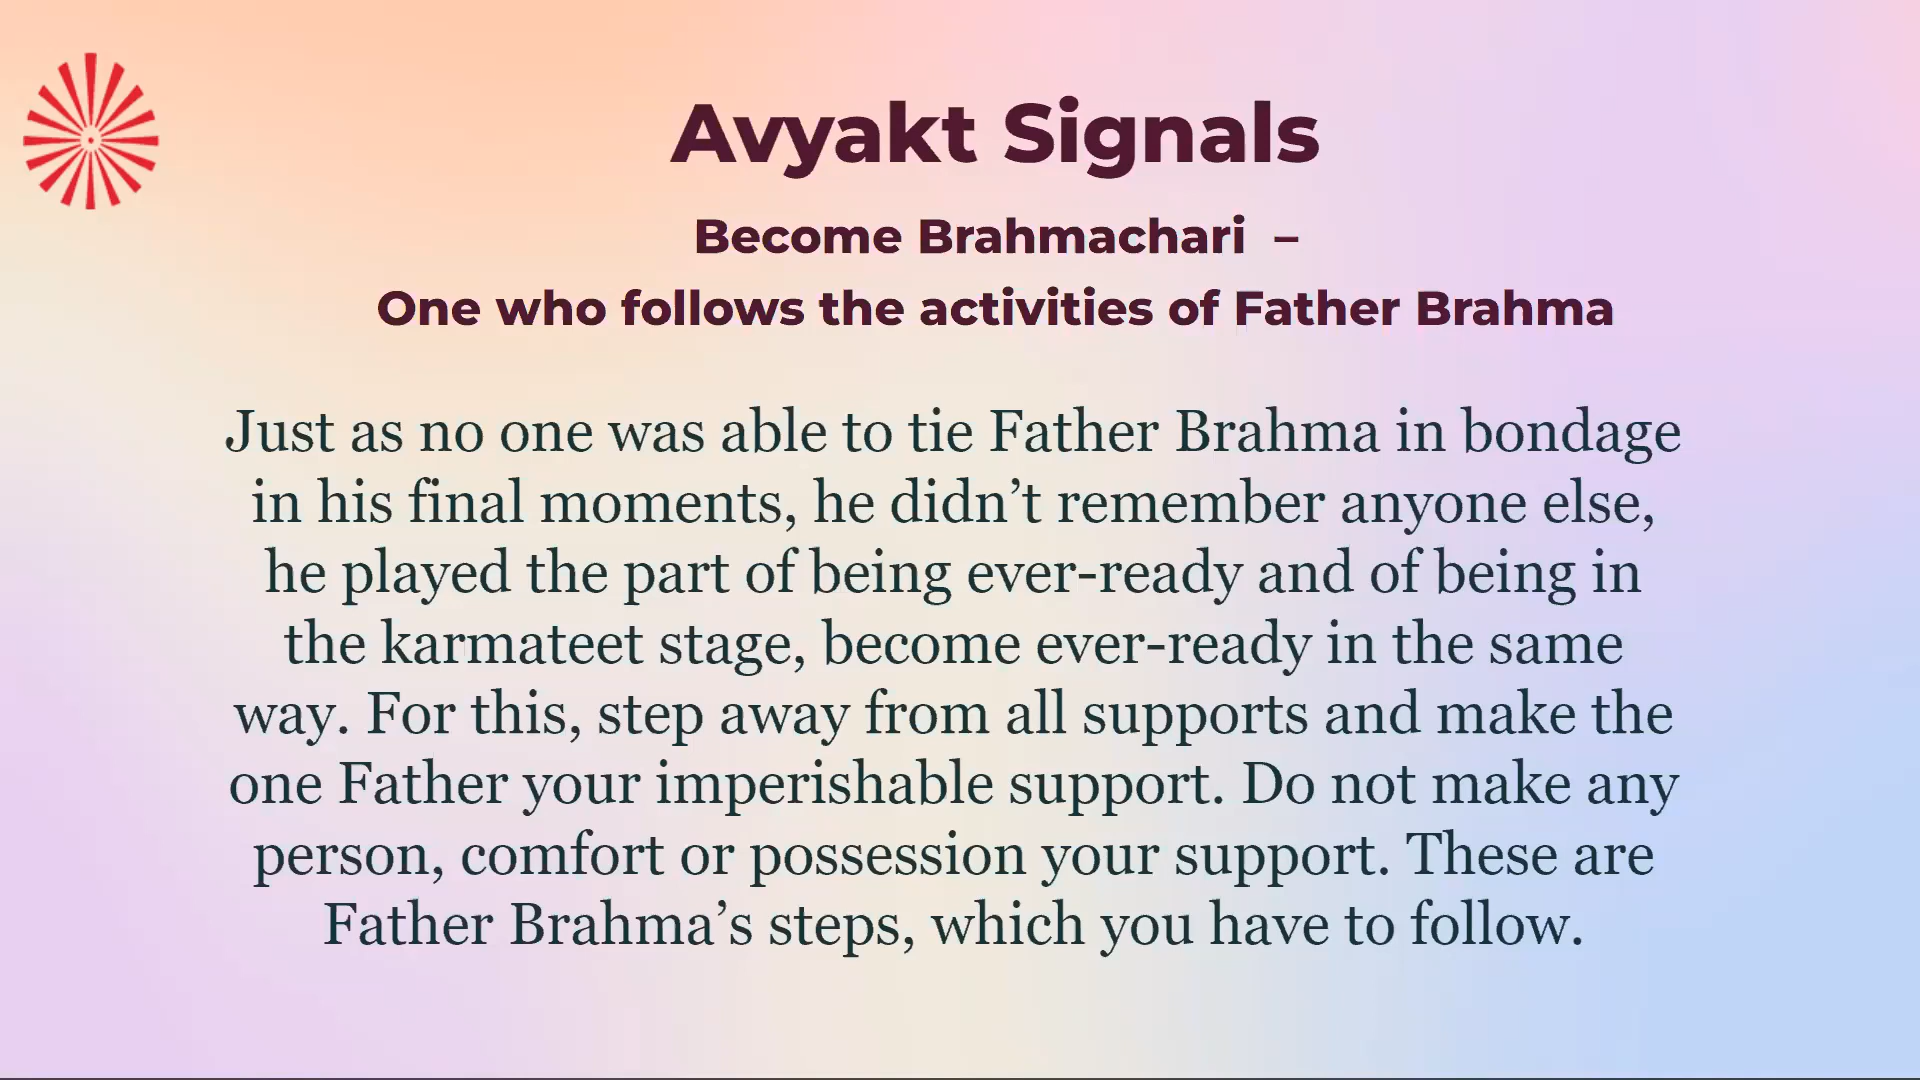 Avyakt Signals
Become Brahmachari –
One who follows the activities of Father Brahma
Just as no one was able to tie Father Brahma in bondage
in his final moments, he didn’t remember anyone else,
he played the part of being ever-ready and of being in
the karmateet stage, become ever-ready in the same
way. For this, step away from all supports and make the
one Father your imperishable support. Do not make any
person, comfort or possession your support. These are
Father Brahma’s steps, which you have to follow.